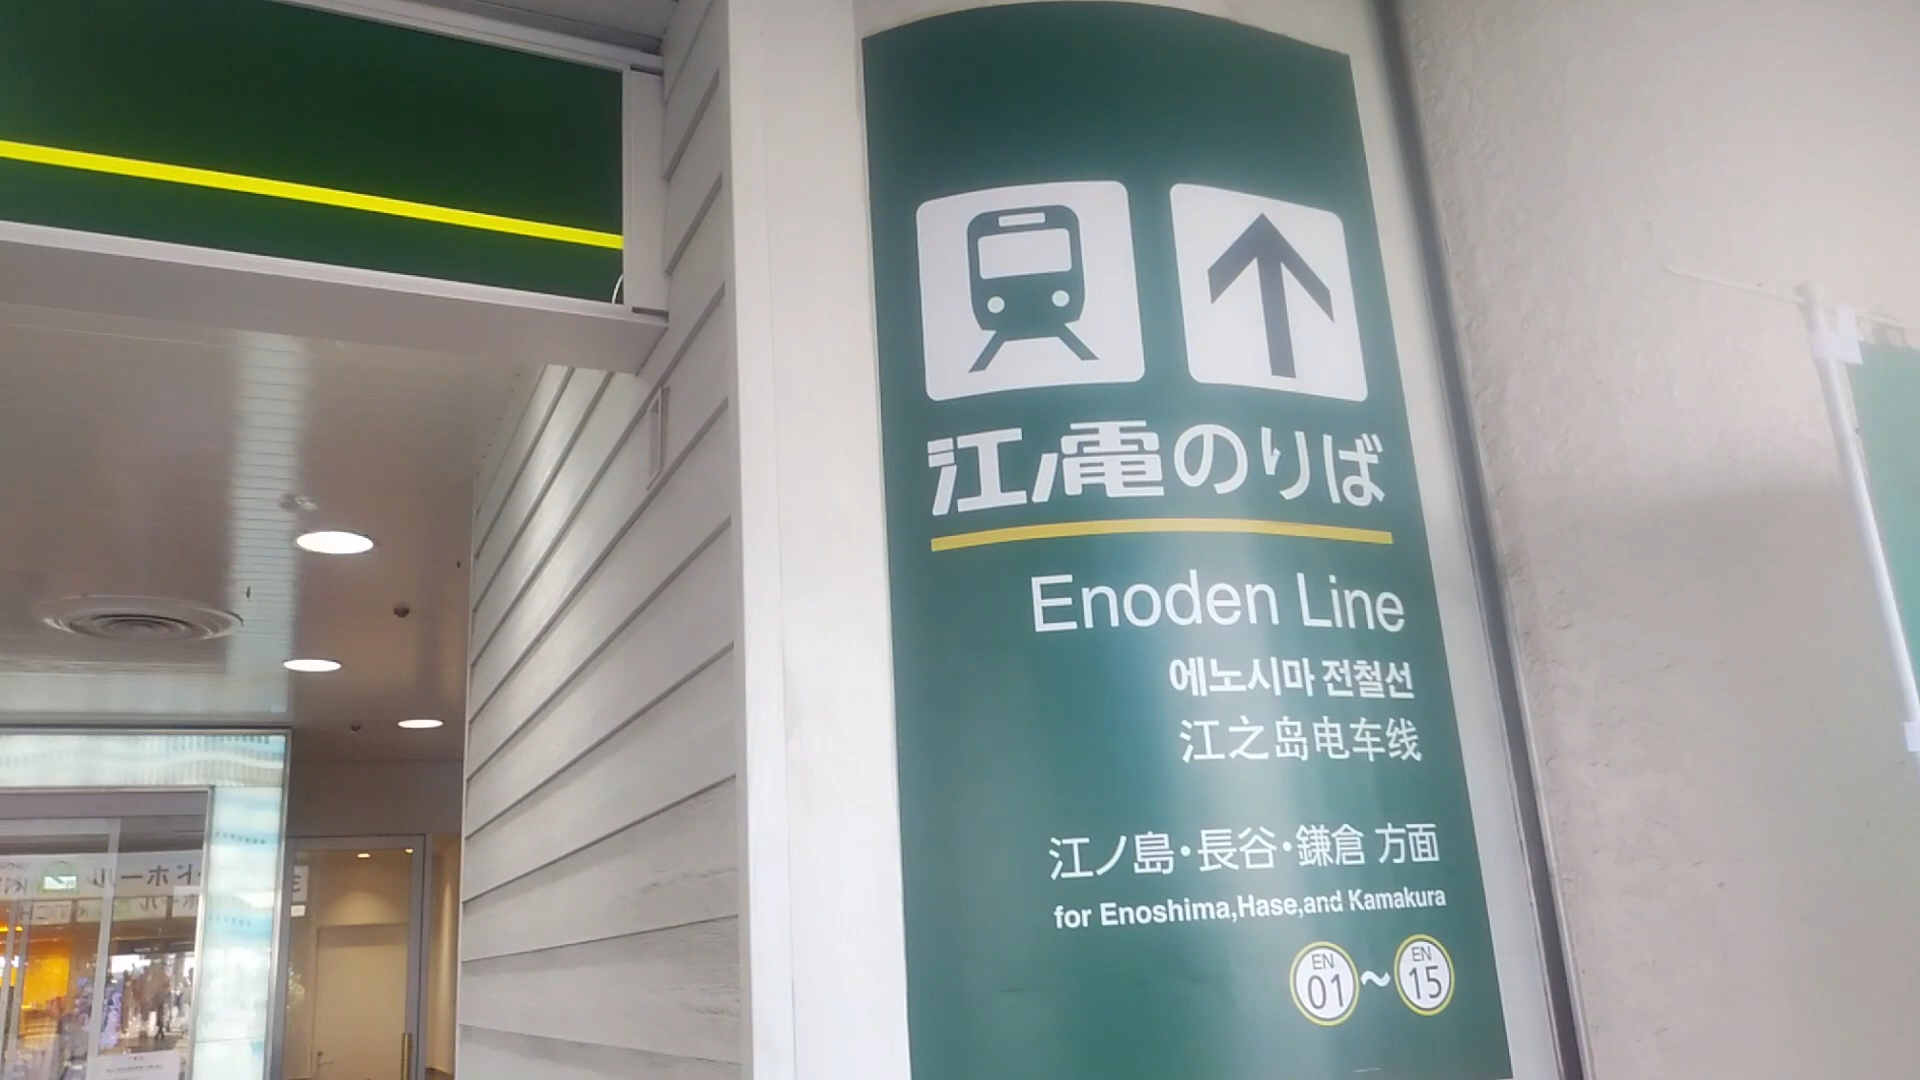 江ノ電のりば
Enoden Line
에노시마 전철선
江之岛电车线
江ノ島・長谷・鎌倉 方面
for Enoshima,Hase,and Kamakura
EN 01 ～ EN 15